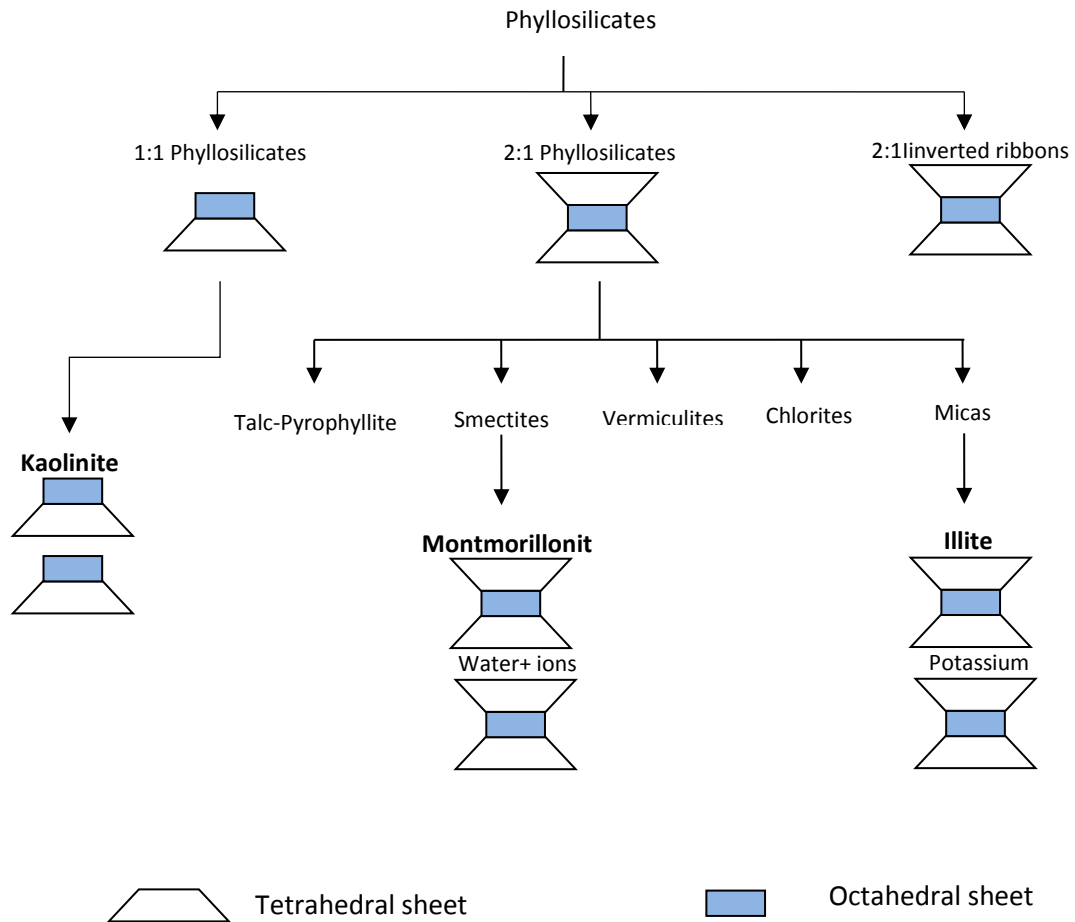 Phyllosilicates
1:1 Phyllosilicates
2:1 Phyllosilicates
2:1Iinverted ribbons
Talc-Pyrophyllite
Smectites
Vermiculites
Chlorites
Micas
Kaolinite
Montmorillonit
Illite
Water+ ions
Potassium
Tetrahedral sheet
Octahedral sheet